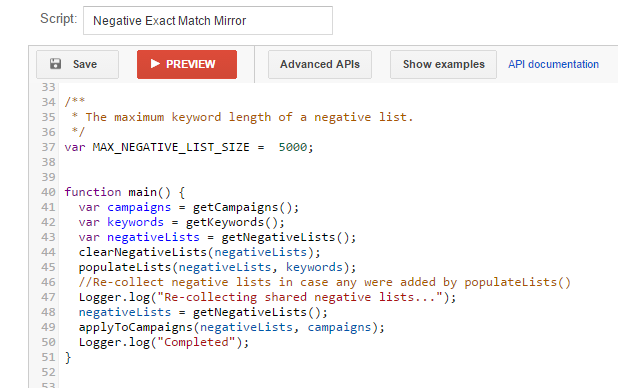 Script: Negative Exact Match Mirror
Save PREVIEW Advanced APIs Show examples API documentation
33
34 /**
35  * The maximum keyword length of a negative list.
36  */
37 var MAX_NEGATIVE_LIST_SIZE =  5000;
38
39
40 function main() {
41   var campaigns = getCampaigns();
42   var keywords = getKeywords();
43   var negativeLists = getNegativeLists();
44   clearNegativeLists(negativeLists);
45   populateLists(negativeLists, keywords);
46   //Re-collect negative lists in case any were added by populateLists()
47   Logger.log("Re-collecting shared negative lists...");
48   negativeLists = getNegativeLists();
49   applyToCampaigns(negativeLists, campaigns);
50   Logger.log("Completed");
51 }
52
53